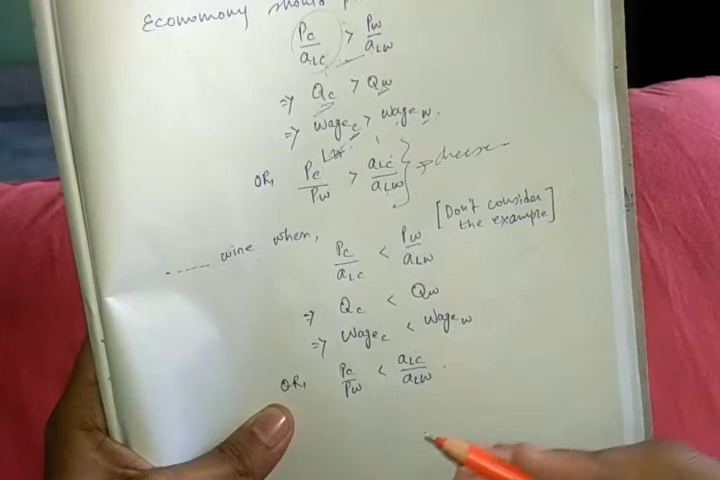 Econominy should p
Pc/aLC > Pw/aLW
=> Qc > Qw
=> Wagec > Wagew.
OR, Pc/Pw > aLC/aLW } → cheese
[Don't consider the example]
...... wine when,
Pc/aLC < Pw/aLW
=> Qc < Qw
=> Wagec < Wagew
OR, Pc/Pw < aLC/aLW.